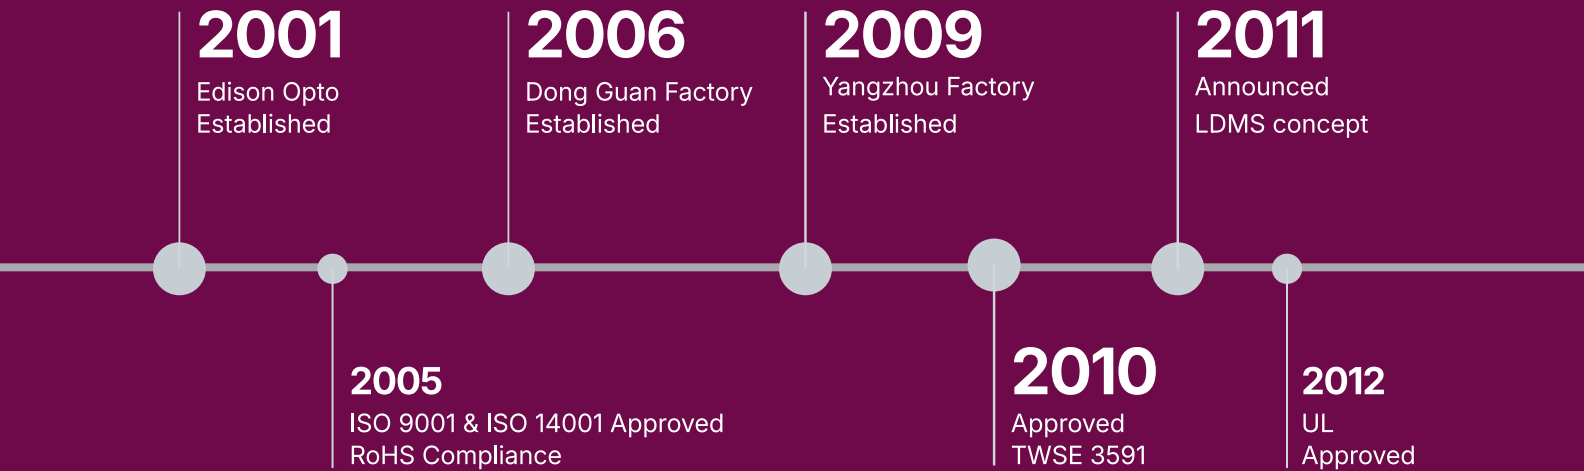 2001
Edison Opto
Established
2006
Dong Guan Factory
Established
2009
Yangzhou Factory
Established
2011
Announced
LDMS concept
2005
ISO 9001 & ISO 14001 Approved
RoHS Compliance
2010
Approved
TWSE 3591
2012
UL
Approved